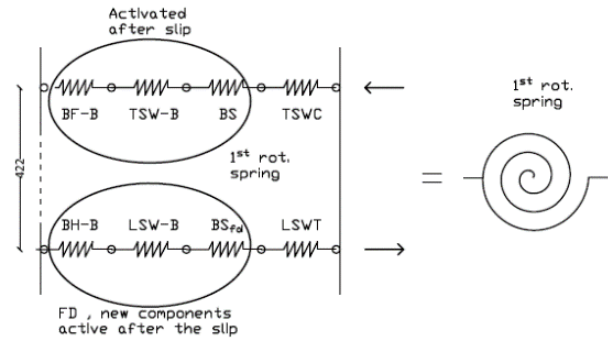 Activated
after slip
BF-B TSW-B BS TSWC
1st rot.
spring
422
1st rot.
spring
=
BH-B LSW-B BSfd LSWT
FD , new components
active after the slip